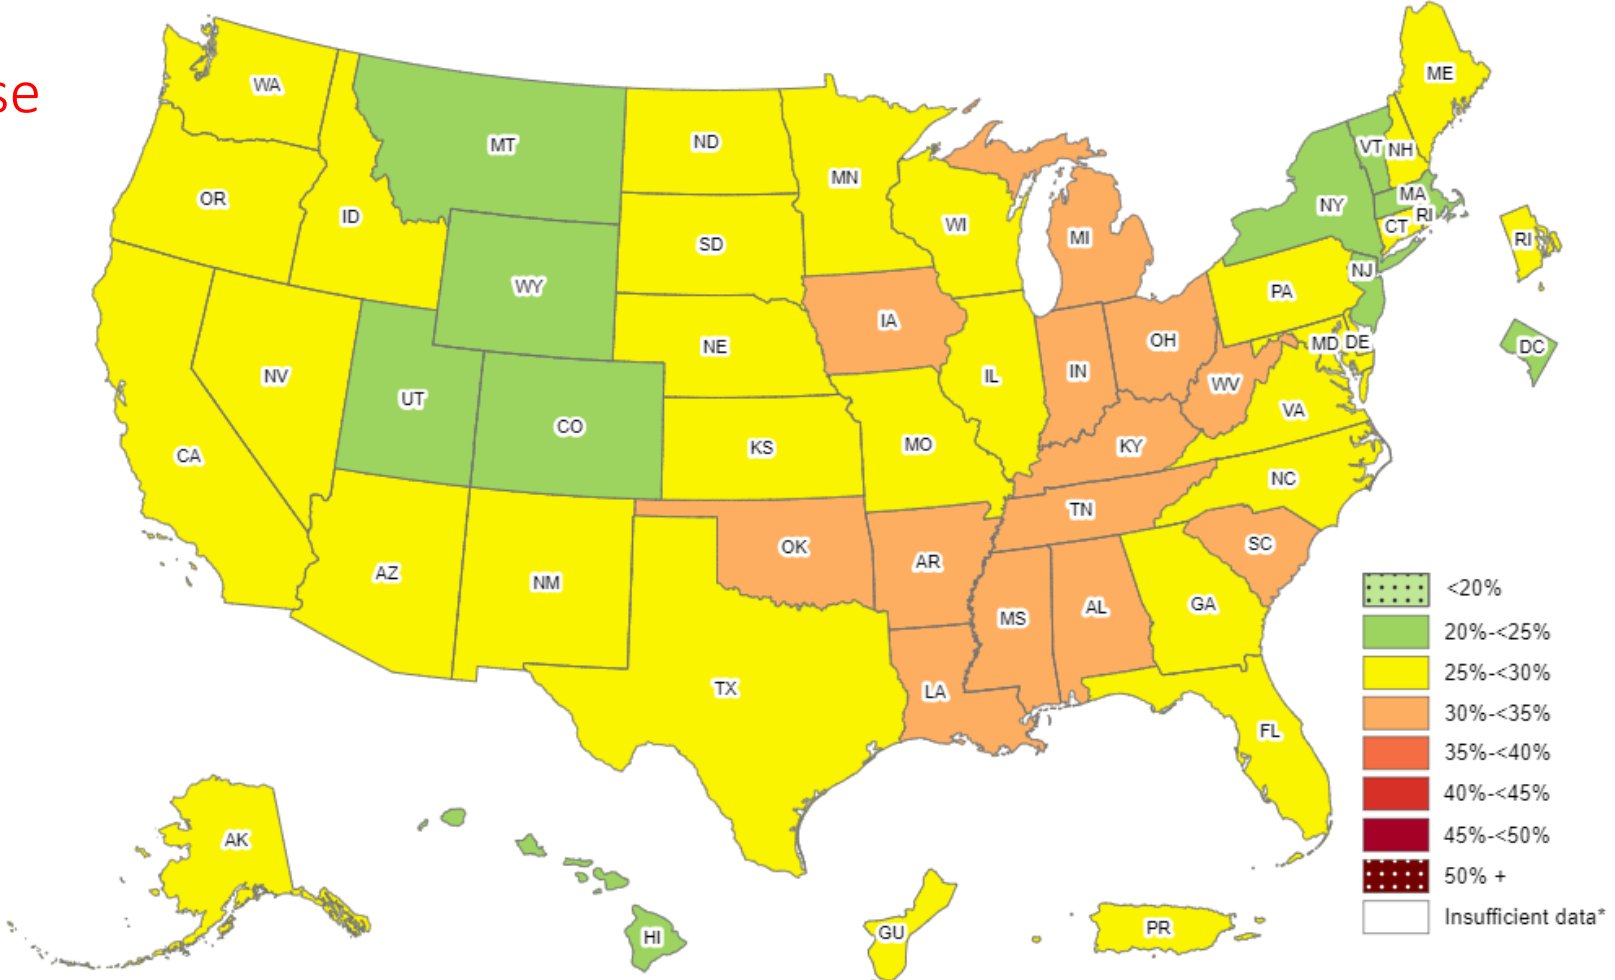 se
WA
MT
ND
MN
OR
ID
SD
WI
WY
MI
ME
VT
NH
MA
NY
RI
CT
RI
NJ
PA
IA
NE
OH
MD
DE
DC
NV
UT
IL
IN
WV
CO
VA
CA
KS
MO
KY
NC
TN
AZ
NM
OK
AR
SC
MS
AL
GA
TX
LA
FL
AK
HI
GU
PR
<20%
20%-<25%
25%-<30%
30%-<35%
35%-<40%
40%-<45%
45%-<50%
50% +
Insufficient data*